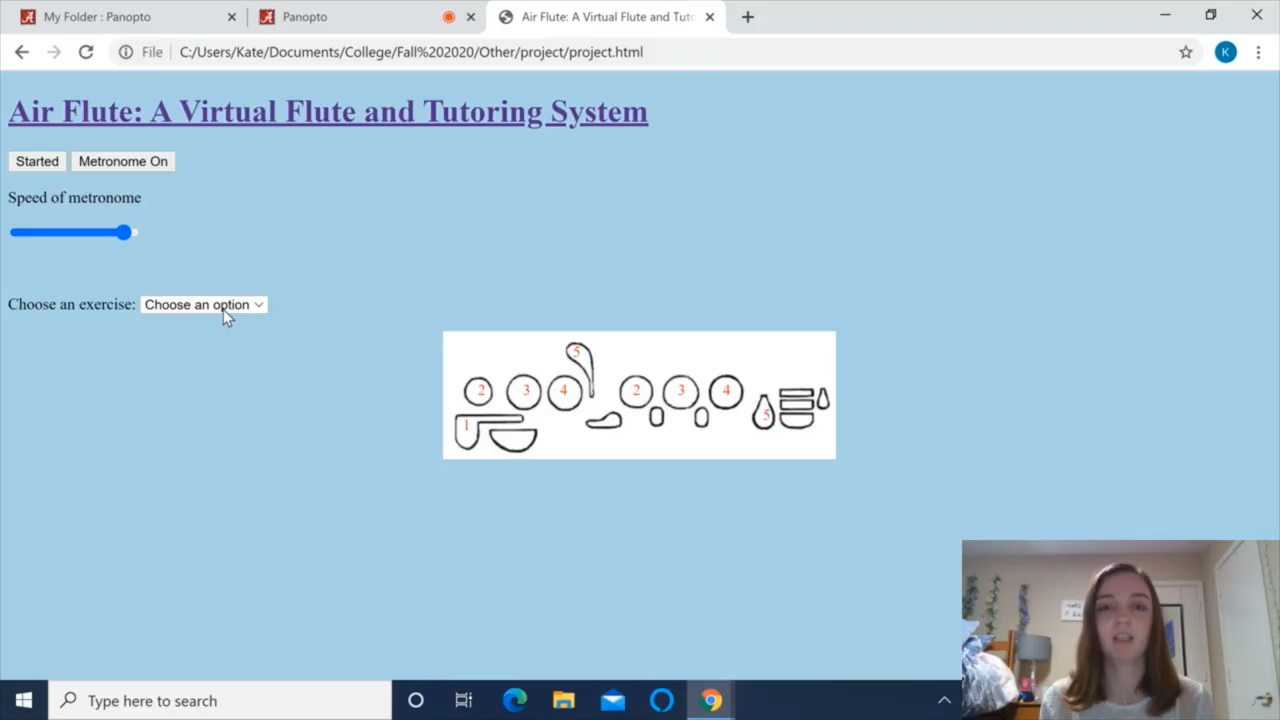 My Folder : Panopto
Panopto
Air Flute: A Virtual Flute and Tuto
File
C:/Users/Kate/Documents/College/Fall%202020/Other/project/project.html
K
Air Flute: A Virtual Flute and Tutoring System
Started
Metronome On
Speed of metronome
Choose an exercise:
Choose an option
5
2 3 4 2 3 4
1 5
Type here to search